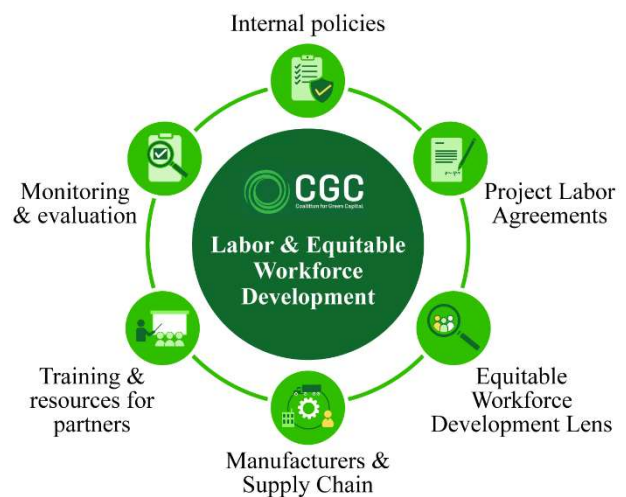 Internal policies
Project Labor
Agreements
Equitable
Workforce
Development Lens
Manufacturers &
Supply Chain
Training &
resources for
partners
Monitoring
& evaluation
CGC
Coalition for Green Capital
Labor & Equitable
Workforce
Development